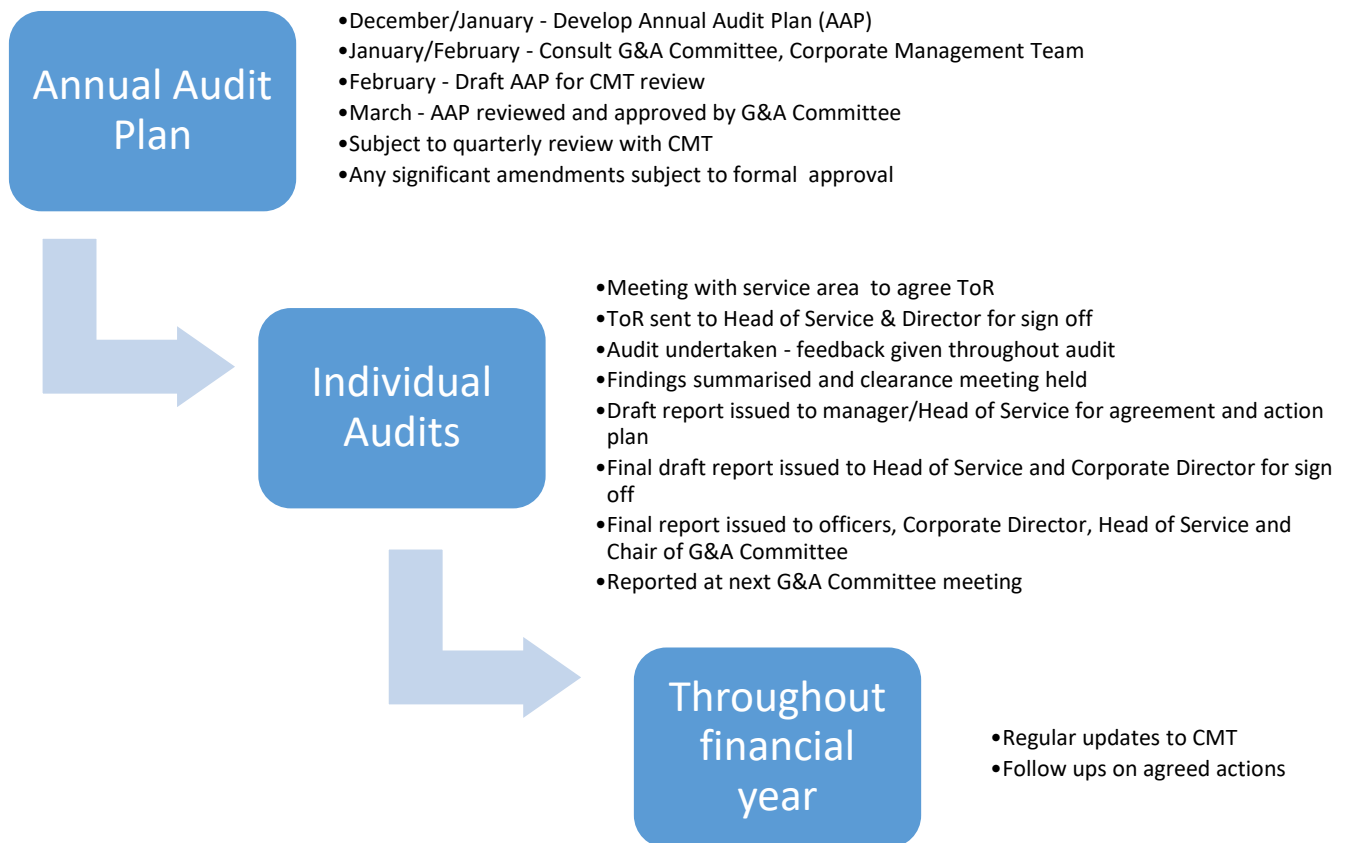 Annual Audit
Plan
•December/January - Develop Annual Audit Plan (AAP)
•January/February - Consult G&A Committee, Corporate Management Team
•February - Draft AAP for CMT review
•March - AAP reviewed and approved by G&A Committee
•Subject to quarterly review with CMT
•Any significant amendments subject to formal approval
Individual
Audits
•Meeting with service area to agree ToR
•ToR sent to Head of Service & Director for sign off
•Audit undertaken - feedback given throughout audit
•Findings summarised and clearance meeting held
•Draft report issued to manager/Head of Service for agreement and action
plan
•Final draft report issued to Head of Service and Corporate Director for sign
off
•Final report issued to officers, Corporate Director, Head of Service and
Chair of G&A Committee
•Reported at next G&A Committee meeting
Throughout
financial
year
•Regular updates to CMT
•Follow ups on agreed actions